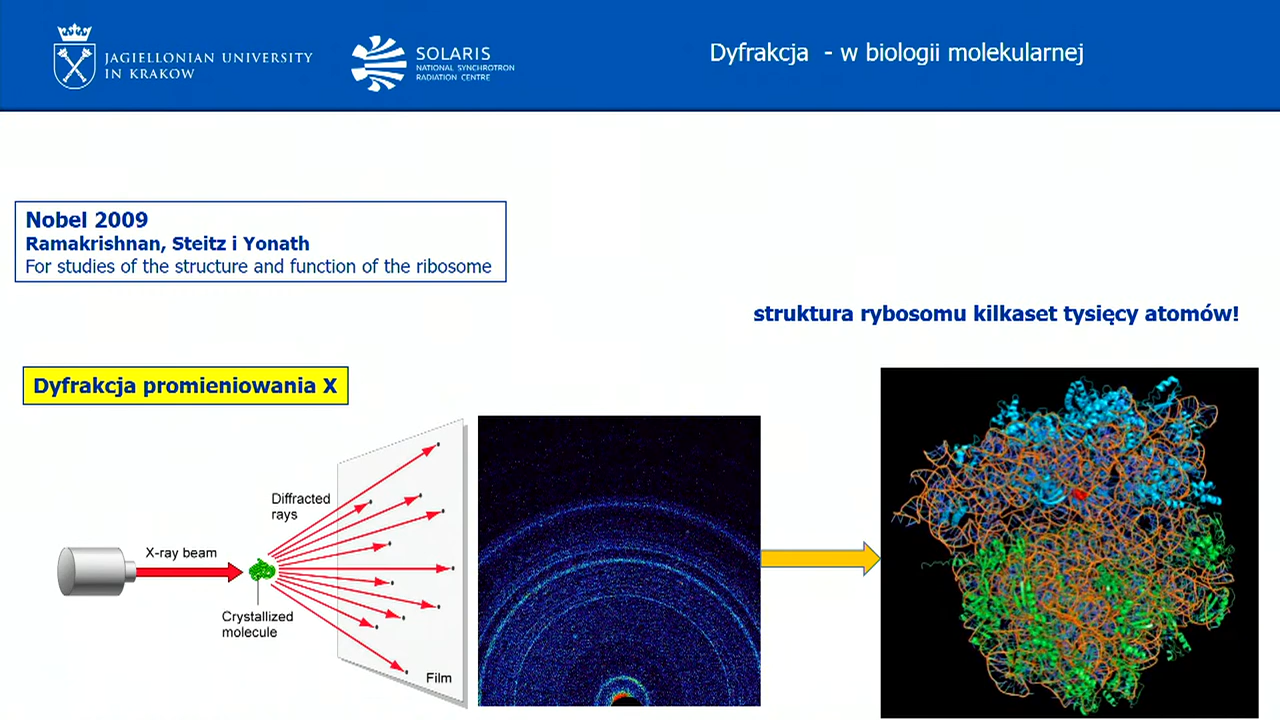 JAGIELLONIAN UNIVERSITY
IN KRAKOW
SOLARIS
NATIONAL SYNCHROTRON
RADIATION CENTRE
Dyfrakcja - w biologii molekularnej
Nobel 2009
Ramakrishnan, Steitz i Yonath
For studies of the structure and function of the ribosome
struktura rybosomu kilkaset tysięcy atomów!
Dyfrakcja promieniowania X
Diffracted
rays
X-ray beam
Crystallized
molecule
Film